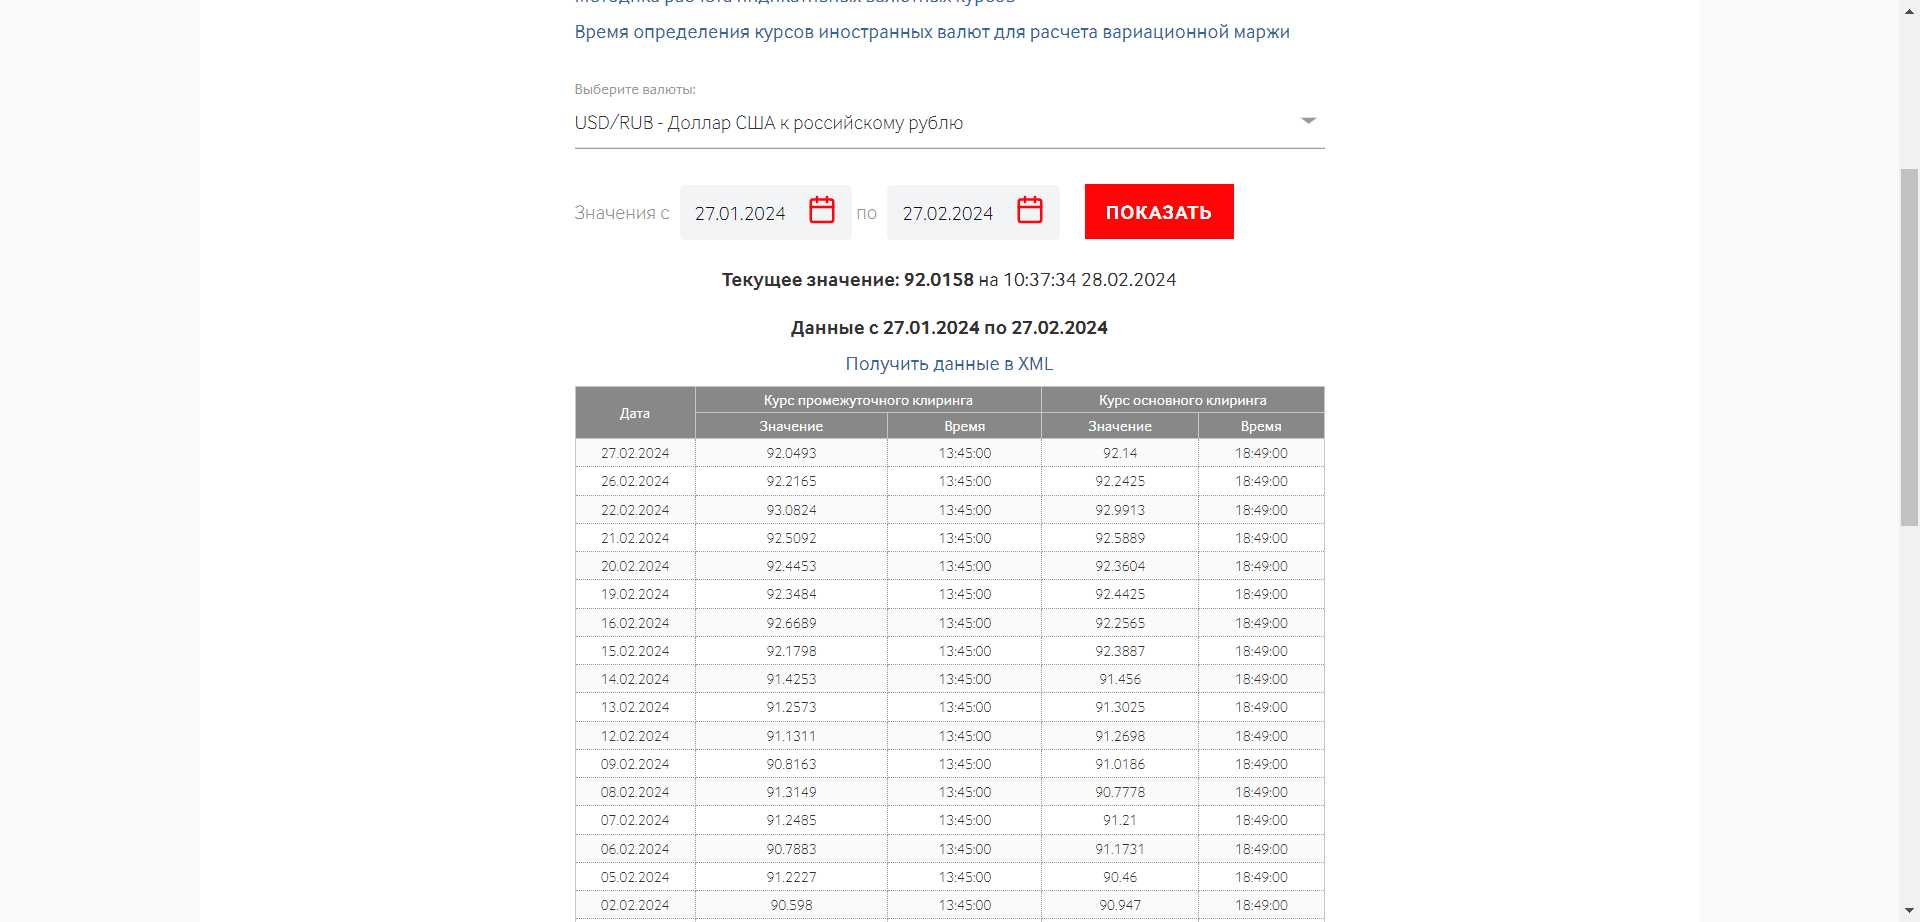 Методика расчета индикативных валютных курсов
Время определения курсов иностранных валют для расчета вариационной маржи
Выберите валюты:
USD/RUB - Доллар США к российскому рублю
Значения с 27.01.2024 по 27.02.2024 ПОКАЗАТЬ
Текущее значение: 92.0158 на 10:37:34 28.02.2024
Данные с 27.01.2024 по 27.02.2024
Получить данные в XML
Дата Курс промежуточного клиринга Курс основного клиринга
Значение Время Значение Время
27.02.2024 92.0493 13:45:00 92.14 18:49:00
26.02.2024 92.2165 13:45:00 92.2425 18:49:00
22.02.2024 93.0824 13:45:00 92.9913 18:49:00
21.02.2024 92.5092 13:45:00 92.5889 18:49:00
20.02.2024 92.4453 13:45:00 92.3604 18:49:00
19.02.2024 92.3484 13:45:00 92.4425 18:49:00
16.02.2024 92.6689 13:45:00 92.2565 18:49:00
15.02.2024 92.1798 13:45:00 92.3887 18:49:00
14.02.2024 91.4253 13:45:00 91.456 18:49:00
13.02.2024 91.2573 13:45:00 91.3025 18:49:00
12.02.2024 91.1311 13:45:00 91.2698 18:49:00
09.02.2024 90.8163 13:45:00 91.0186 18:49:00
08.02.2024 91.3149 13:45:00 90.7778 18:49:00
07.02.2024 91.2485 13:45:00 91.21 18:49:00
06.02.2024 90.7883 13:45:00 91.1731 18:49:00
05.02.2024 91.2227 13:45:00 90.46 18:49:00
02.02.2024 90.598 13:45:00 90.947 18:49:00